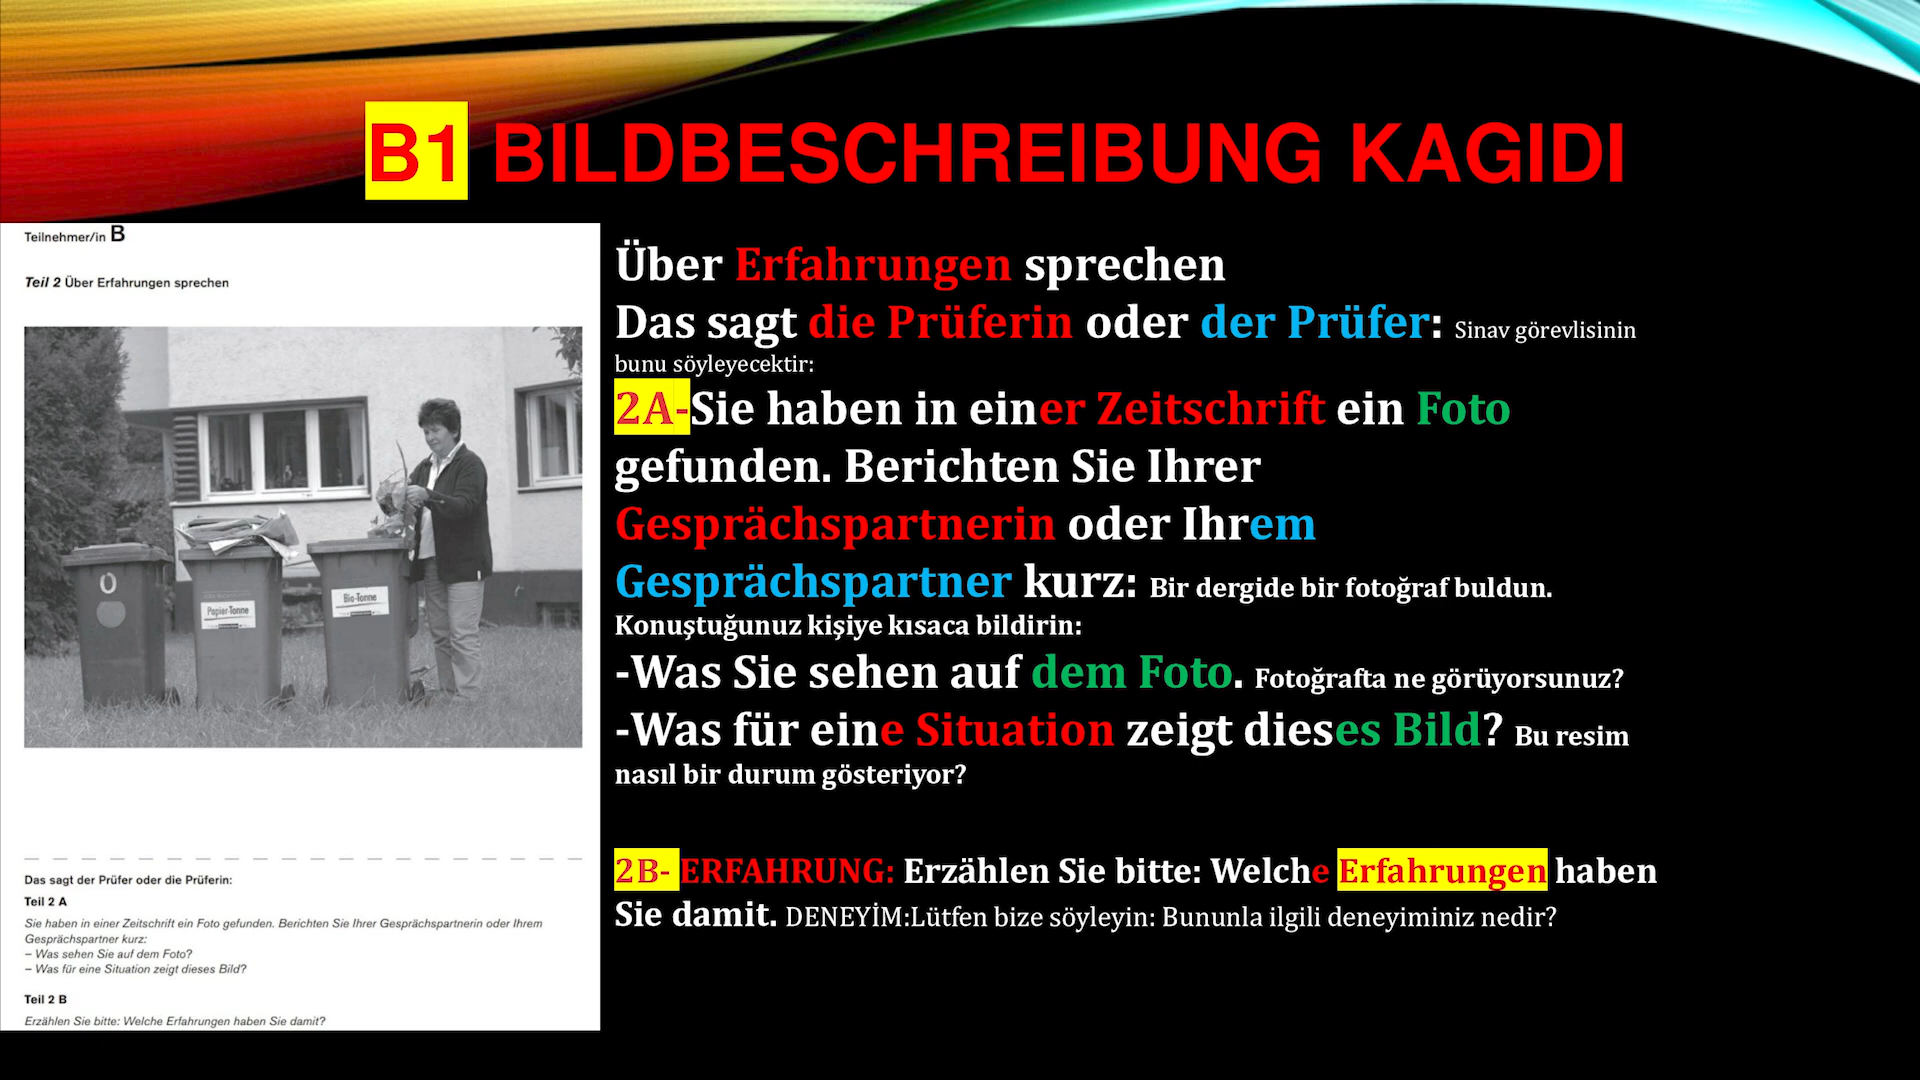 B1 BILDBESCHREIBUNG KAGIDI
Teilnehmer/in B
Teil 2 Über Erfahrungen sprechen
Papier-Tonne
Bio-Tonne
Das sagt der Prüfer oder die Prüferin:
Teil 2 A
Sie haben in einer Zeitschrift ein Foto gefunden. Berichten Sie Ihrer Gesprächspartnerin oder Ihrem
Gesprächspartner kurz:
– Was sehen Sie auf dem Foto?
– Was für eine Situation zeigt dieses Bild?
Teil 2 B
Erzählen Sie bitte: Welche Erfahrungen haben Sie damit?
Über Erfahrungen sprechen
Das sagt die Prüferin oder der Prüfer: Sinav görevlisinin
bunu söyleyecektir:
2A-Sie haben in einer Zeitschrift ein Foto
gefunden. Berichten Sie Ihrer
Gesprächspartnerin oder Ihrem
Gesprächspartner kurz: Bir dergide bir fotoğraf buldun.
Konuştuğunuz kişiye kısaca bildirin:
-Was Sie sehen auf dem Foto. Fotoğrafta ne görüyorsunuz?
-Was für eine Situation zeigt dieses Bild? Bu resim
nasıl bir durum gösteriyor?
2B- ERFAHRUNG: Erzählen Sie bitte: Welche Erfahrungen haben
Sie damit. DENEYİM:Lütfen bize söyleyin: Bununla ilgili deneyiminiz nedir?